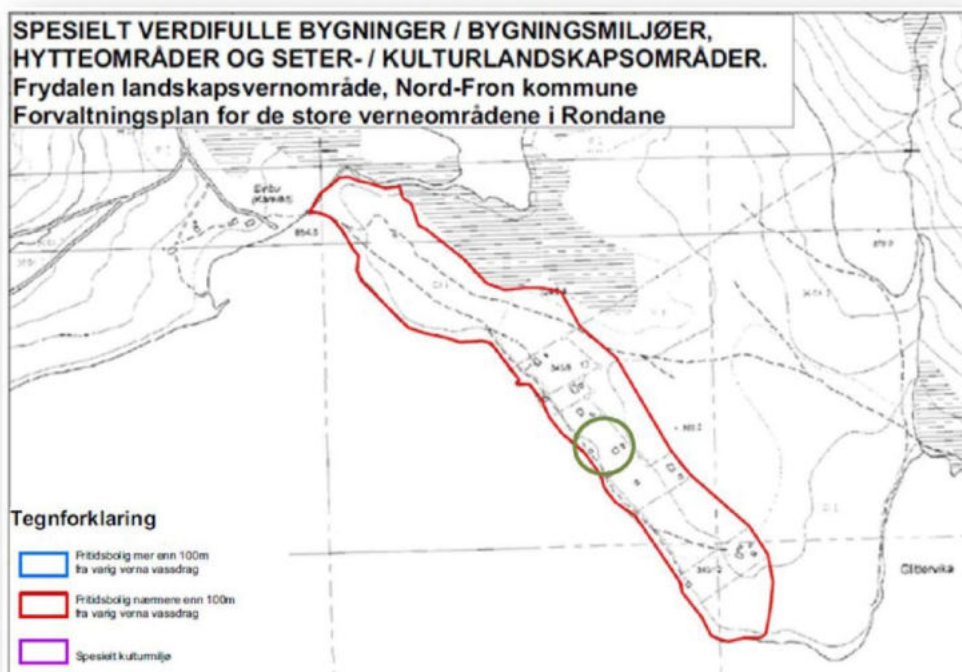 SPESIELT VERDIFULLE BYGNINGER / BYGNINGSMILJØER,
HYTTEOMRÅDER OG SETER- / KULTURLANDSKAPSOMRÅDER.
Frydalen landskapsvernområde, Nord-Fron kommune
Forvaltningsplan for de store verneområdene i Rondane
Tegnforklaring
Fritidsbolig mer enn 100m
fra varig verna vassdrag
Fritidsbolig nærmere enn 100m
fra varig verna vassdrag
Spesielt kulturmiljø
Glittervika